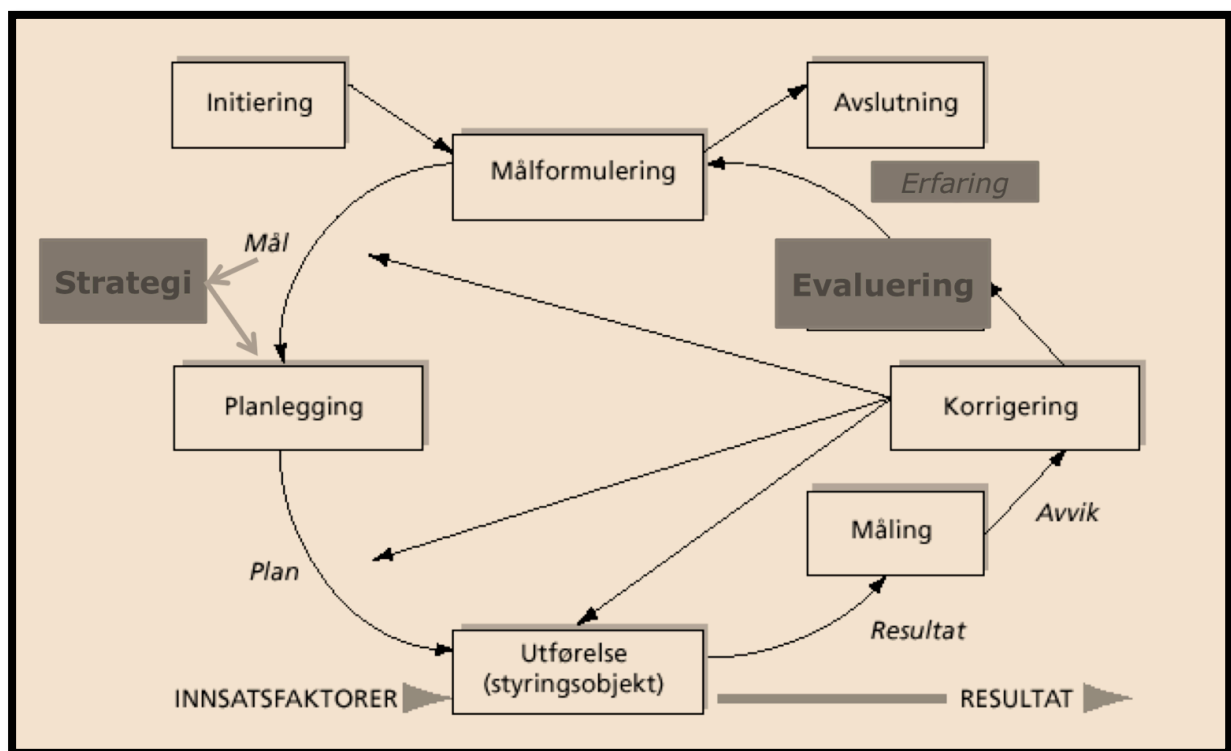 Initiering
Avslutning
Målformulering
Erfaring
Mål
Strategi
Evaluering
Planlegging
Korrigering
Måling
Avvik
Plan
Resultat
Utførelse
(styringsobjekt)
INNSATSFAKTORER
RESULTAT